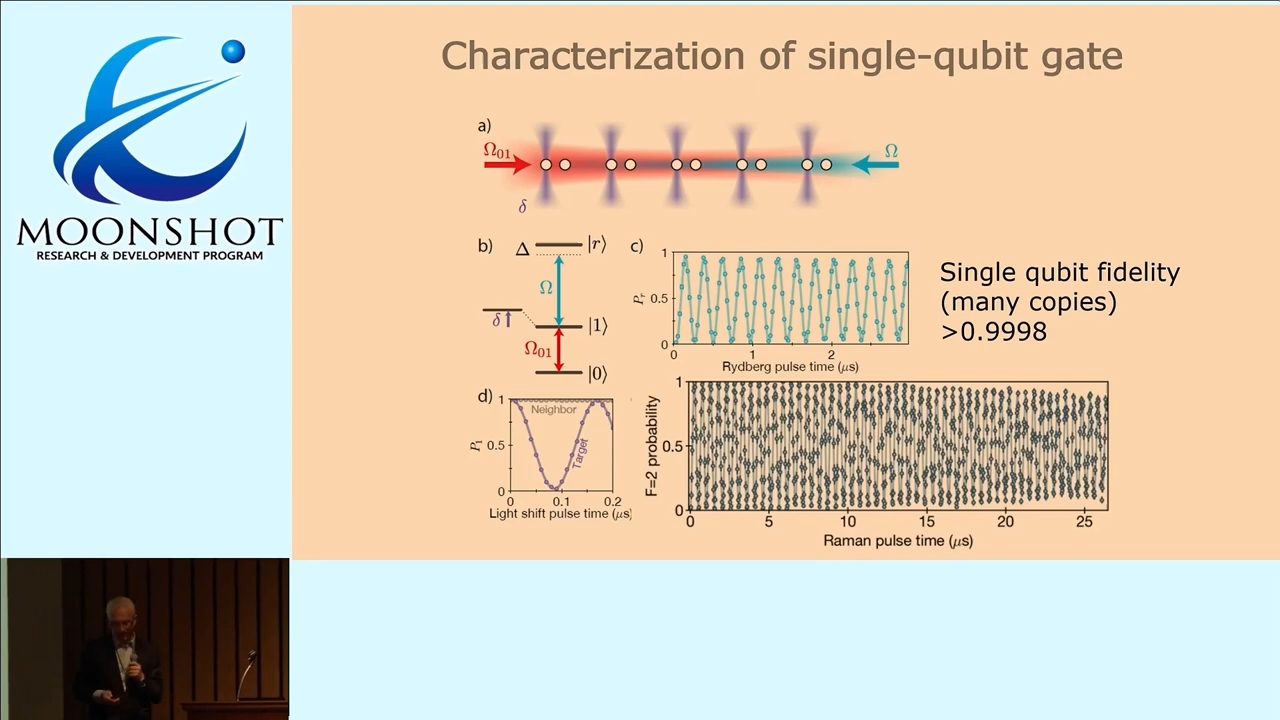 MOONSHOT
RESEARCH & DEVELOPMENT PROGRAM
Characterization of single-qubit gate
a)
Ω01
Ω
δ
b)
Δ
|r⟩
Ω
δ
|1⟩
Ω01
|0⟩
c)
1
0.5
0
Pr
0 1 2
Rydberg pulse time (μs)
Single qubit fidelity
(many copies)
>0.9998
d)
1
0.5
0
P1
Neighbor
Target
0 0.1 0.2
Light shift pulse time (μs)
1
0.5
0
F=2 probability
0 5 10 15 20 25
Raman pulse time (μs)